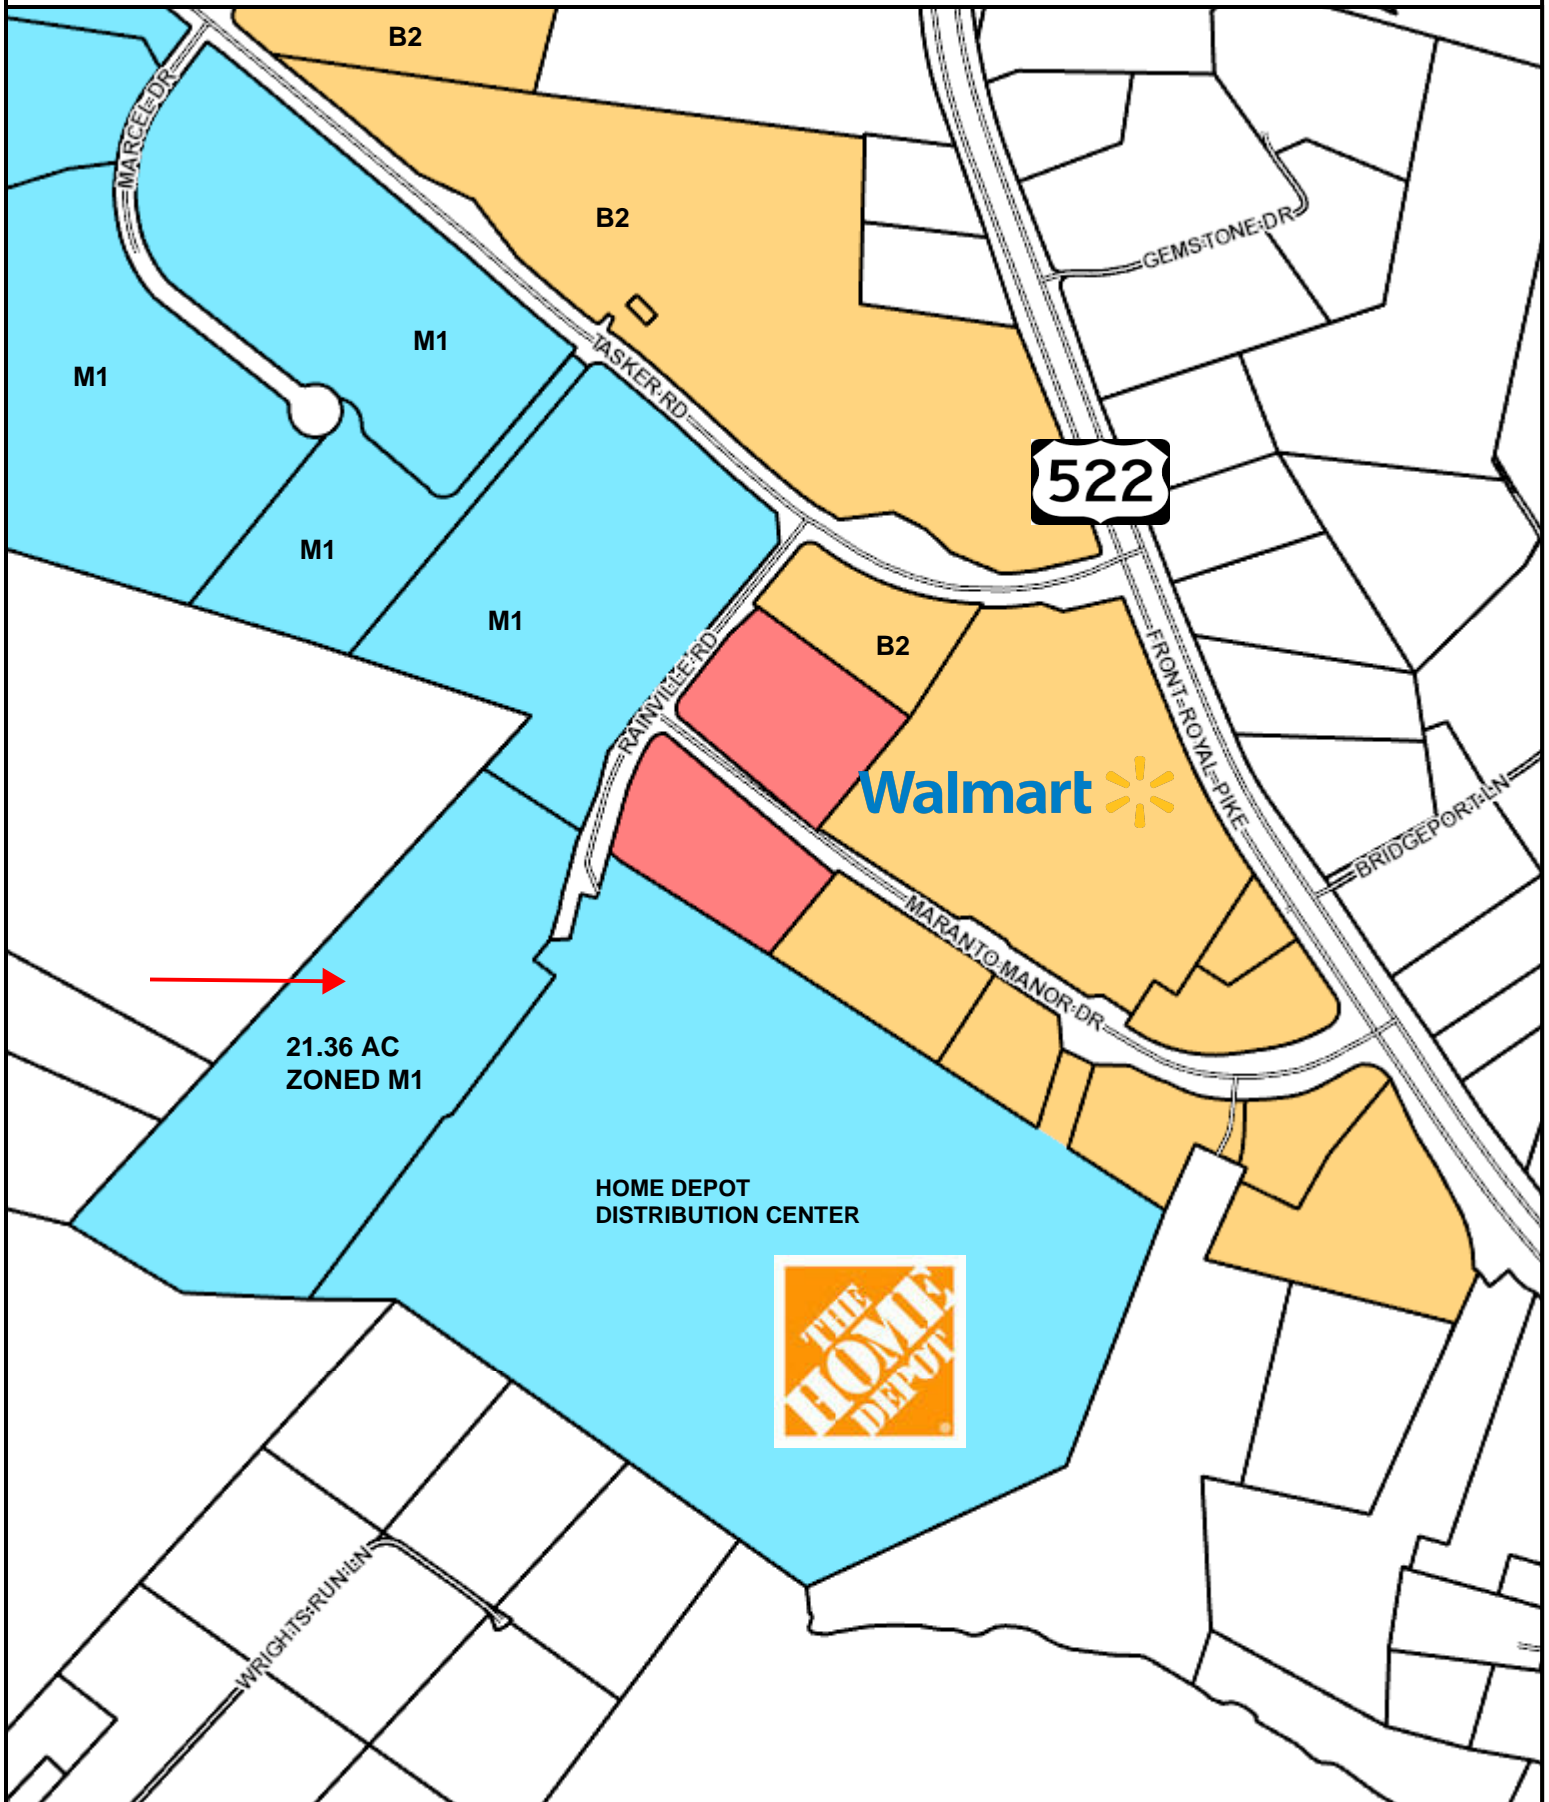 B2
MARCEL DR
B2
GEMSTONE DR
M1
M1
TASKER RD
522
M1
M1
B2
RAINVILLE RD
FRONT ROYAL PIKE
Walmart
BRIDGEPORT LN
MARANTO MANOR DR
21.36 AC
ZONED M1
HOME DEPOT
DISTRIBUTION CENTER
THE
HOME
DEPOT
WRIGHTS RUN LN